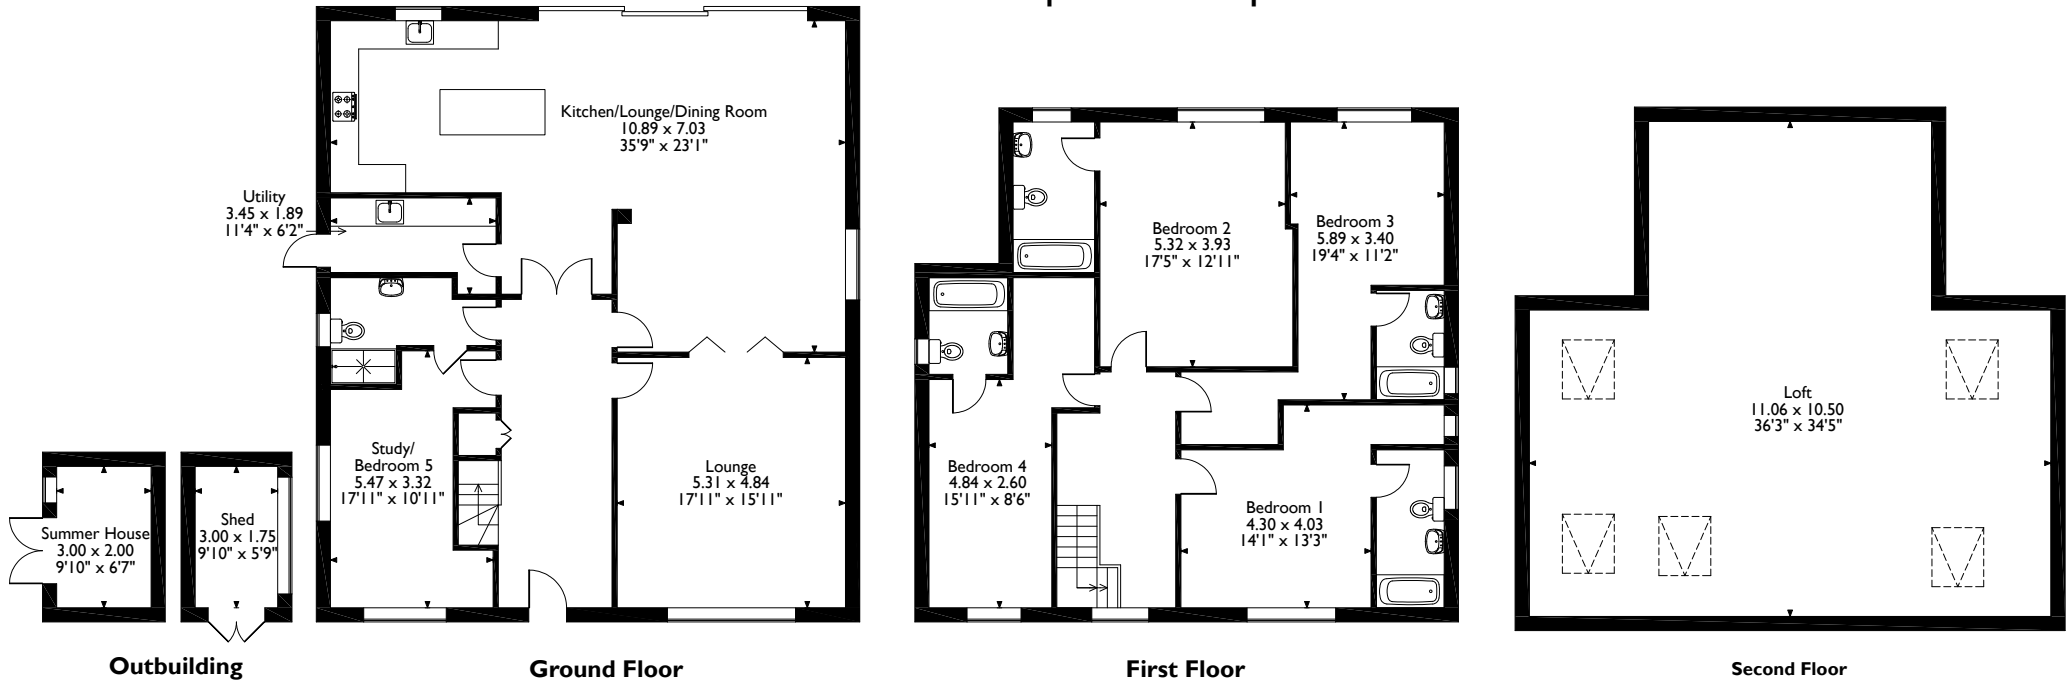 Kitchen/Lounge/Dining Room
10.89 x 7.03
35'9" x 23'1"
Utility
3.45 x 1.89
11'4" x 6'2"
Study/
Bedroom 5
5.47 x 3.32
17'11" x 10'11"
Lounge
5.31 x 4.84
17'11" x 15'11"
Summer House
3.00 x 2.00
9'10" x 6'7"
Shed
3.00 x 1.75
9'10" x 5'9"
Outbuilding
Ground Floor
Bedroom 2
5.32 x 3.93
17'5" x 12'11"
Bedroom 3
5.89 x 3.40
19'4" x 11'2"
Bedroom 4
4.84 x 2.60
15'11" x 8'6"
Bedroom 1
4.30 x 4.03
14'1" x 13'3"
First Floor
Loft
11.06 x 10.50
36'3" x 34'5"
Second Floor